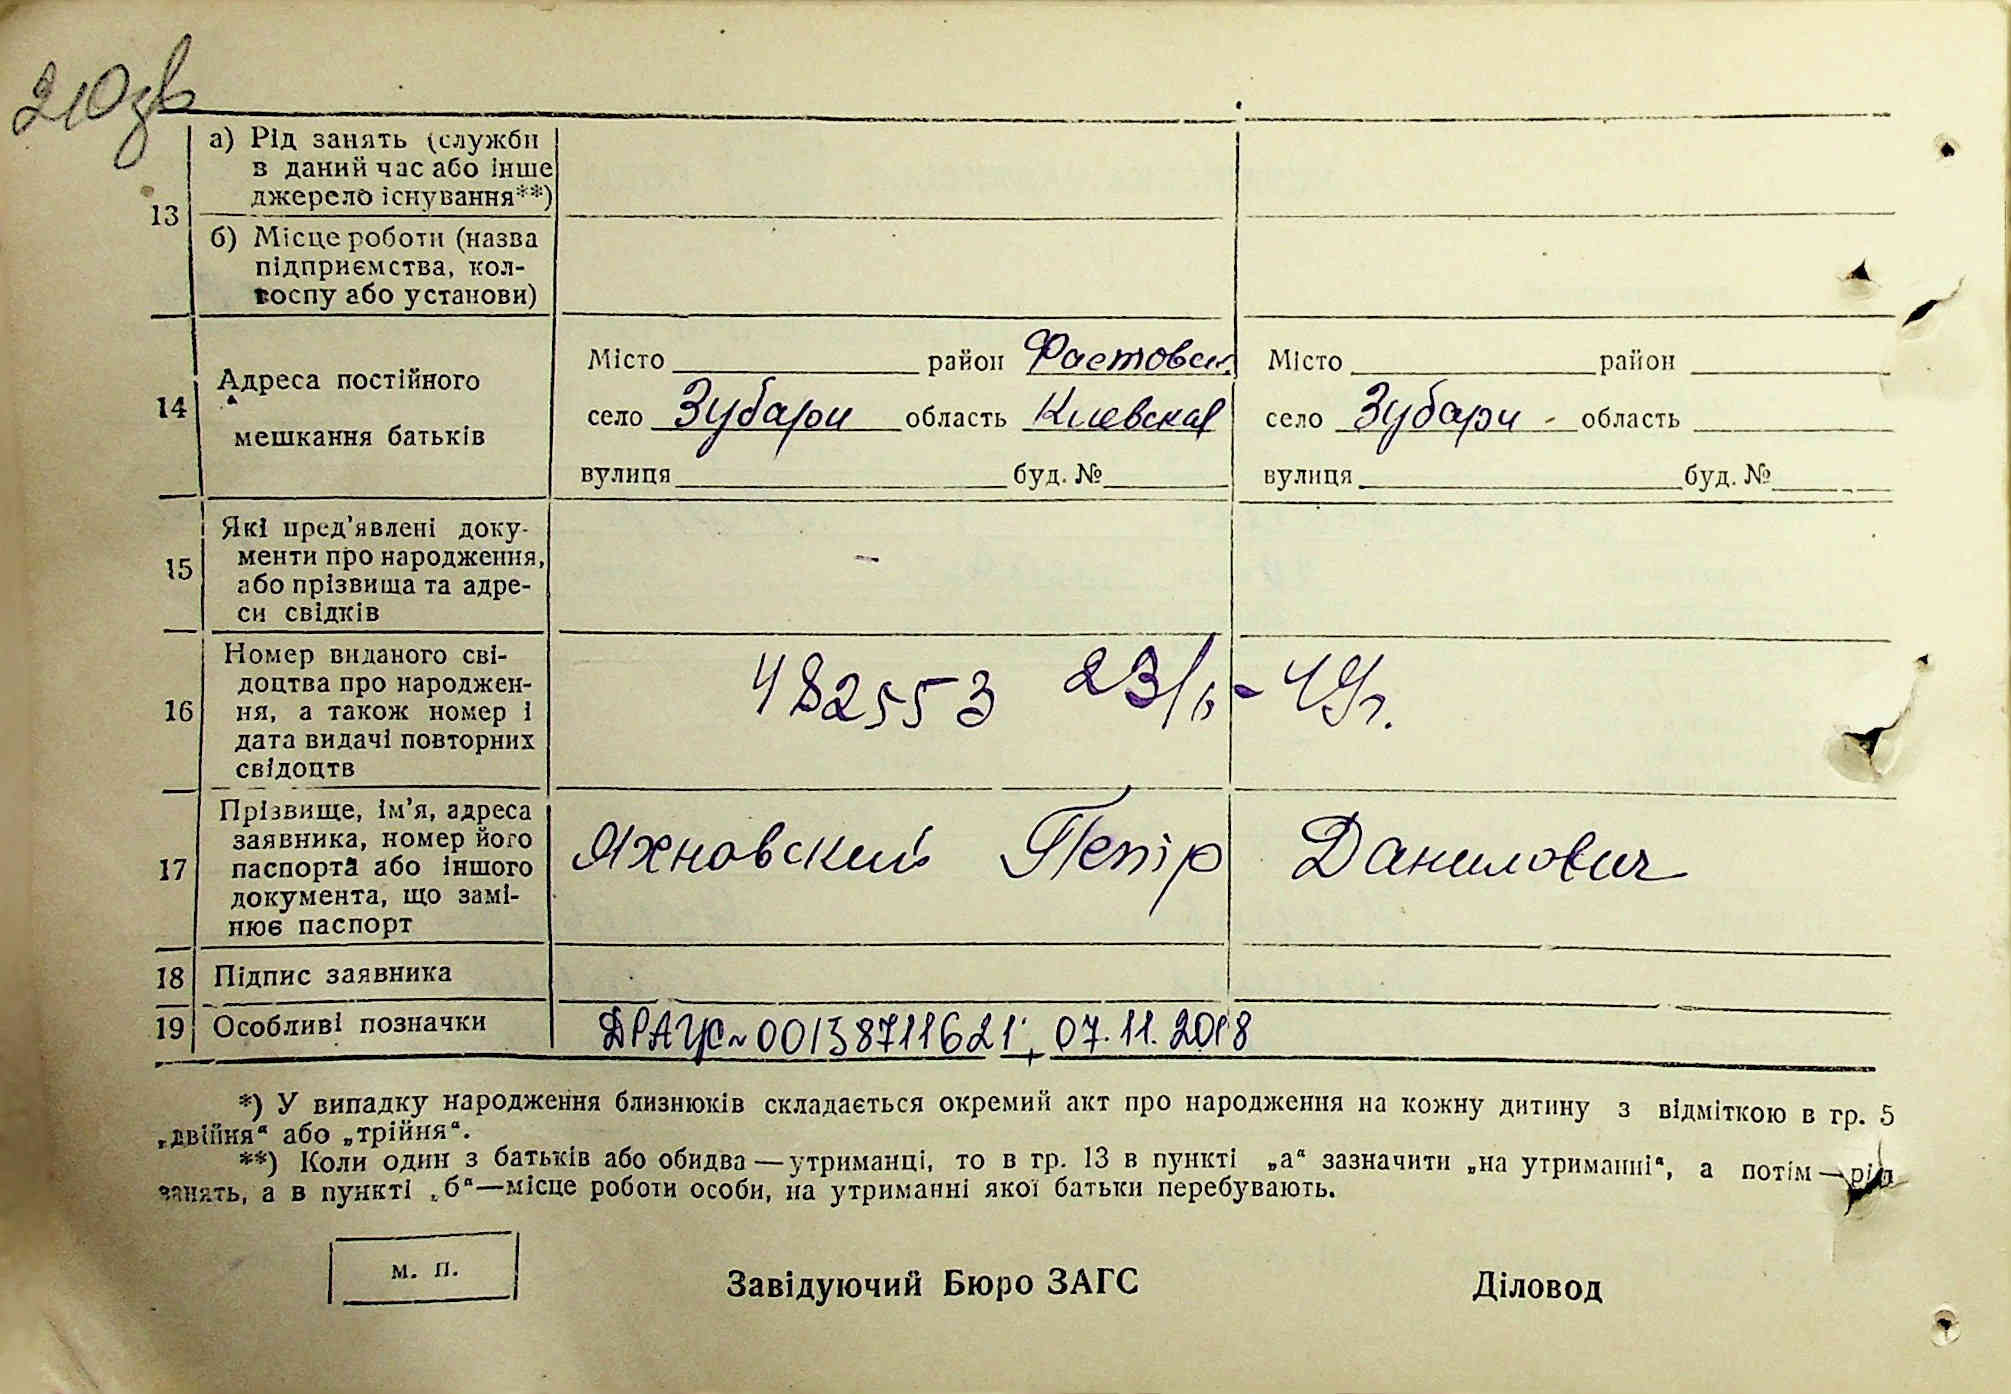 210зв
13
а) Рід занять (служби
в даний час або інше
джерело існування**)
б) Місце роботи (назва
підприємства, кол-
госпу або установи)
14
Адреса постійного
мешкання батьків
Місто район Фастовск.
село Зубари область Киевская
вулиця буд. №
Місто район
село Зубари - область
вулиця буд. №
15
Які пред'явлені доку-
менти про народження,
або прізвища та адре-
си свідків
—
16
Номер виданого сві-
доцтва про народжен-
ня, а також номер і
дата видачі повторних
свідоцтв
482553 23/ - 49г.
17
Прізвище, ім'я, адреса
заявника, номер його
паспорта або іншого
документа, що замі-
нює паспорт
Яхновский Петір Данилович
18 Підпис заявника
19 Особливі позначки
ДРАЦС~00138711621; 07.11.2018
*) У випадку народження близнюків складається окремий акт про народження на кожну дитину з відміткою в гр. 5
„двійня“ або „трійня“.
**) Коли один з батьків або обидва—утриманці, то в гр. 13 в пункті „а“ зазначити „на утриманні“, а потім—рід
занять, а в пункті „б“—місце роботи особи, на утриманні якої батьки перебувають.
м. п.
Завідуючий Бюро ЗАГС
Діловод